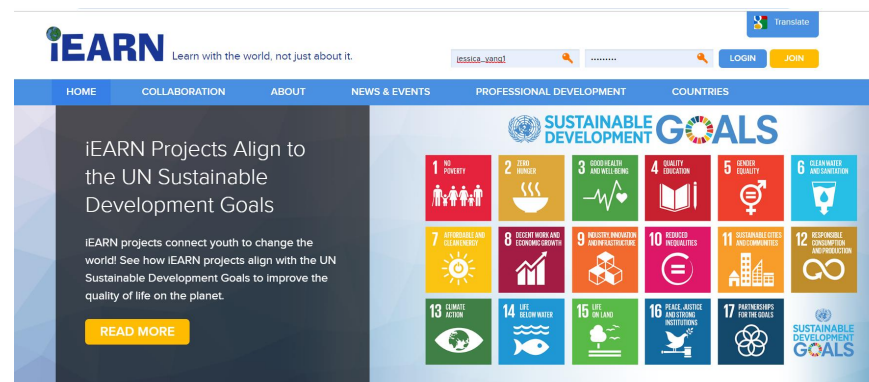 Translate
iEARN Learn with the world, not just about it.
jessica_yang1 ········· LOGIN JOIN
HOME COLLABORATION ABOUT NEWS & EVENTS PROFESSIONAL DEVELOPMENT COUNTRIES
SUSTAINABLE
DEVELOPMENT GOALS
iEARN Projects Align to
the UN Sustainable
Development Goals
iEARN projects connect youth to change the
world! See how iEARN projects align with the UN
Sustainable Development Goals to improve the
quality of life on the planet.
READ MORE
1 NO
POVERTY
2 ZERO
HUNGER
3 GOOD HEALTH
AND WELL-BEING
4 QUALITY
EDUCATION
5 GENDER
EQUALITY
6 CLEAN WATER
AND SANITATION
7 AFFORDABLE AND
CLEAN ENERGY
8 DECENT WORK AND
ECONOMIC GROWTH
9 INDUSTRY, INNOVATION
AND INFRASTRUCTURE
10 REDUCED
INEQUALITIES
11 SUSTAINABLE CITIES
AND COMMUNITIES
12 RESPONSIBLE
CONSUMPTION
AND PRODUCTION
13 CLIMATE
ACTION
14 LIFE
BELOW WATER
15 LIFE
ON LAND
16 PEACE, JUSTICE
AND STRONG
INSTITUTIONS
17 PARTNERSHIPS
FOR THE GOALS
SUSTAINABLE
DEVELOPMENT
GOALS